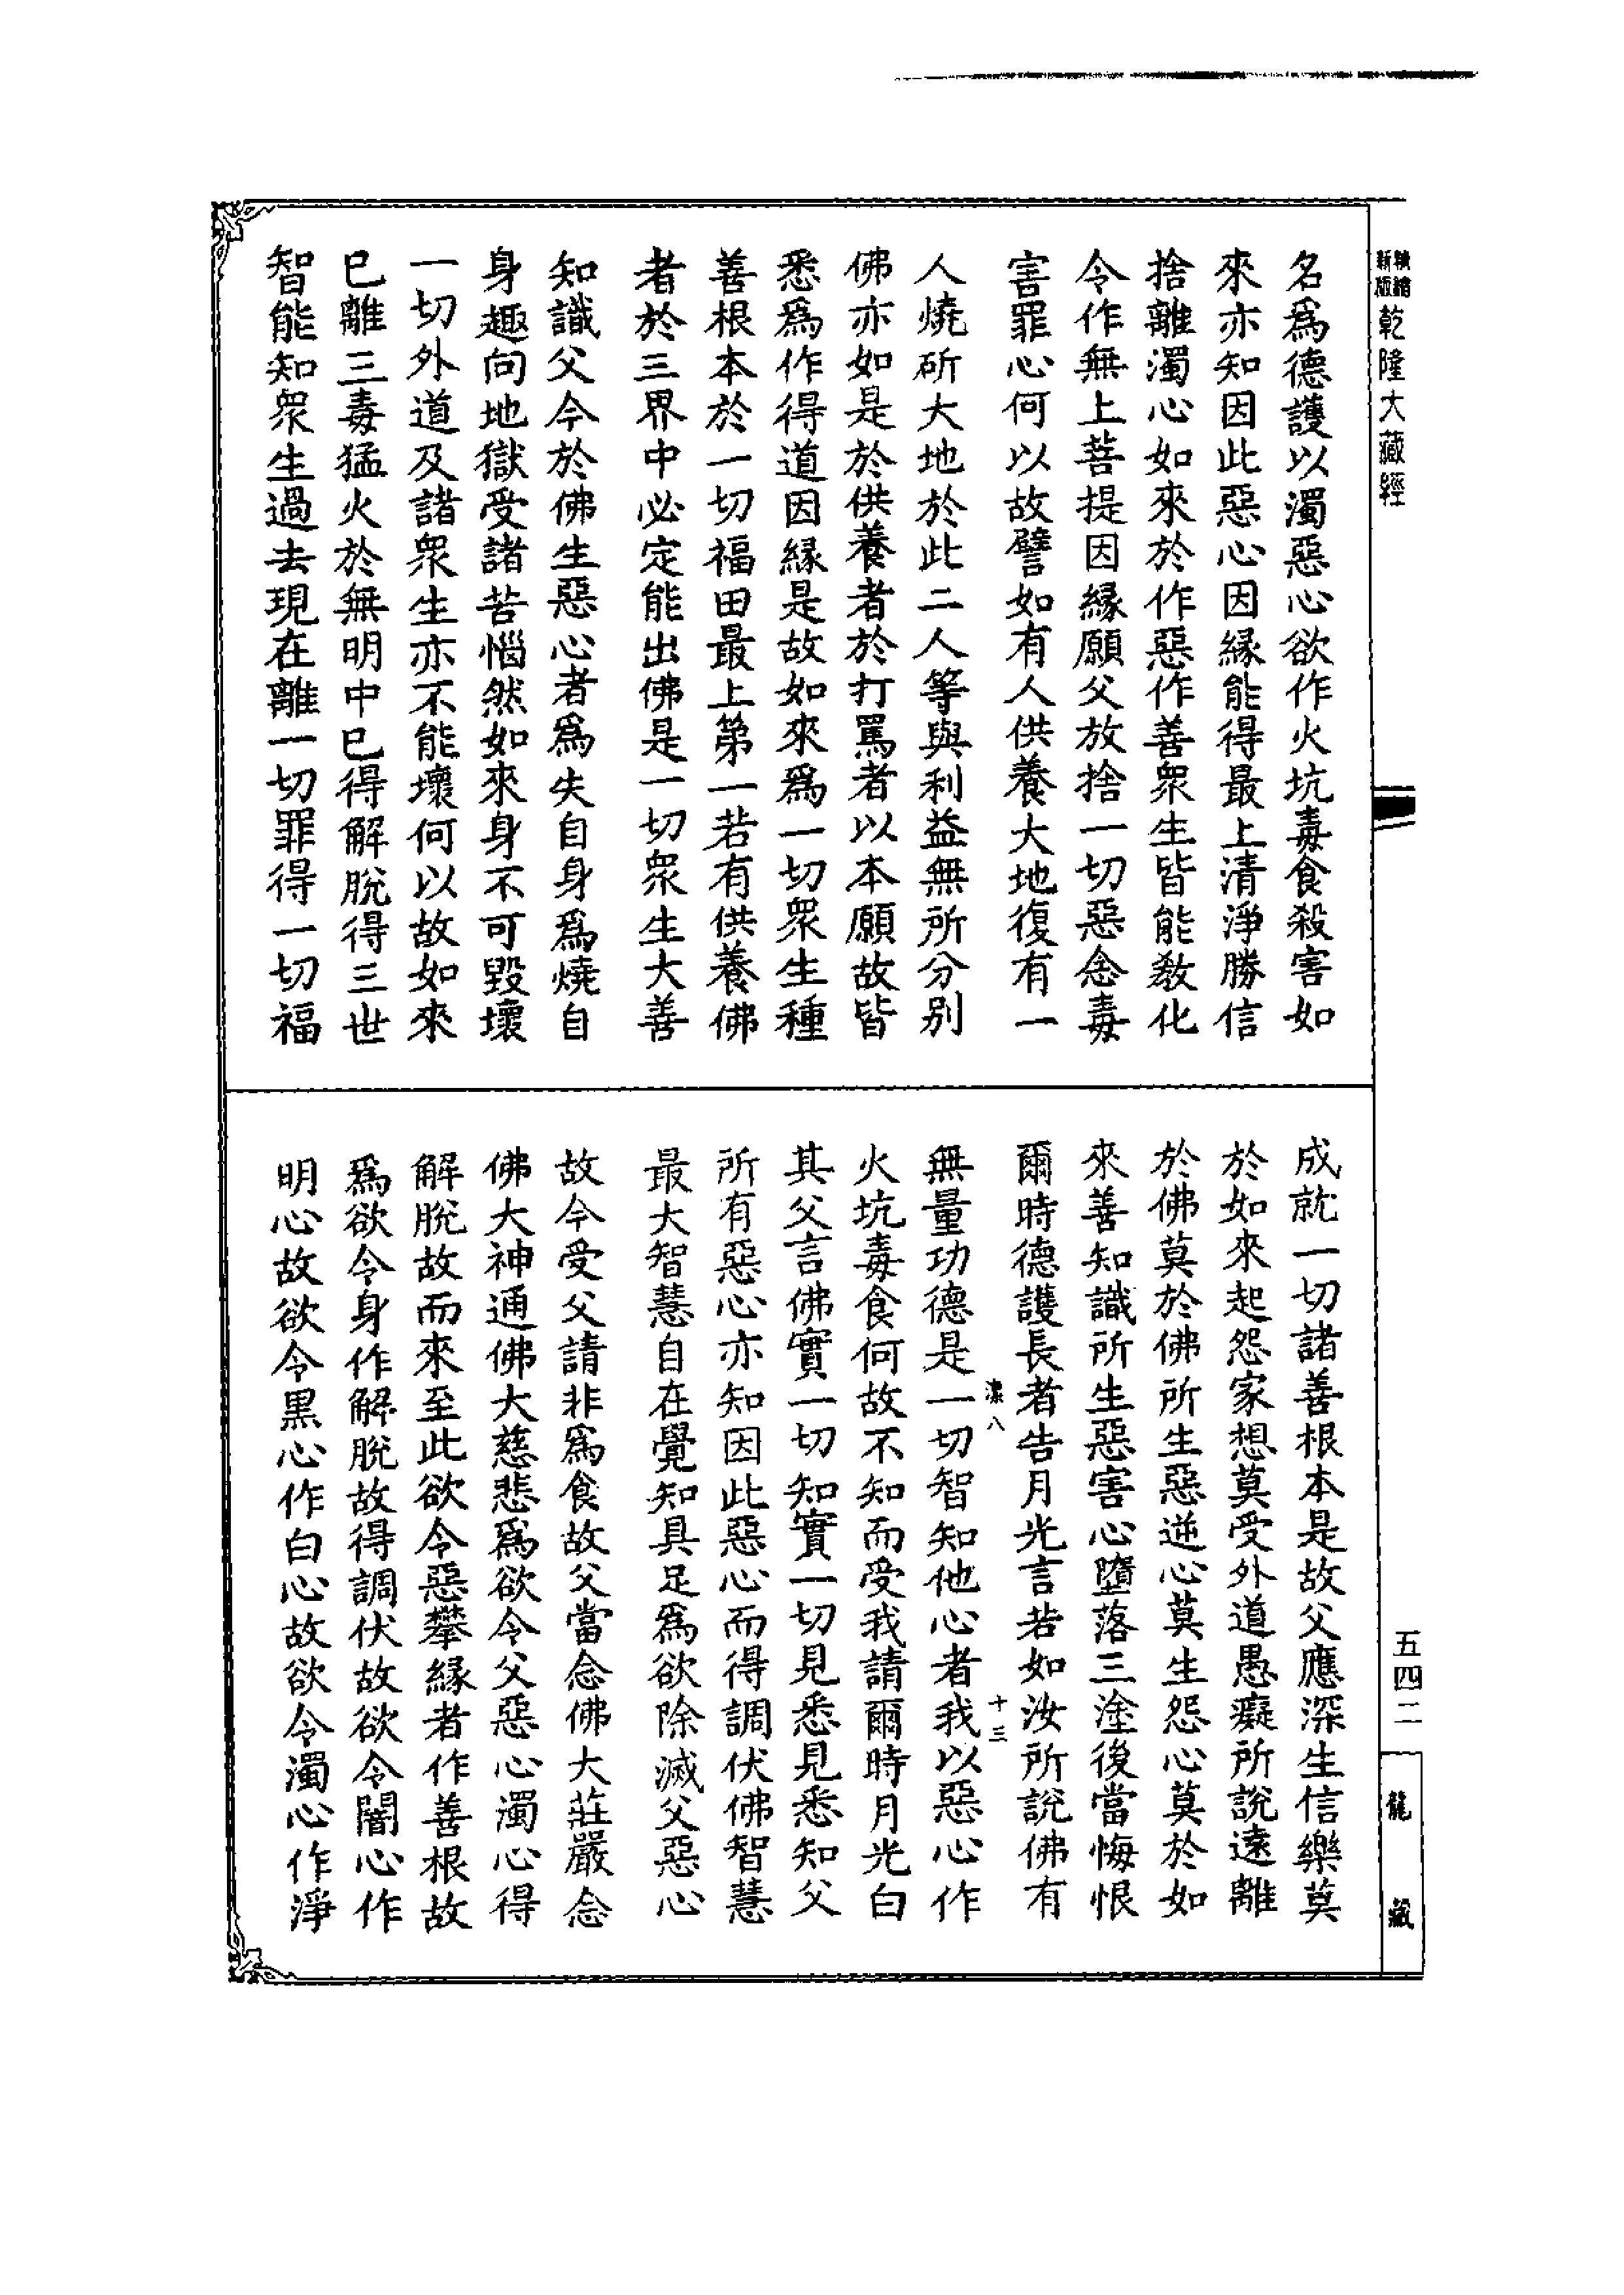 新版
精縮
乾隆大藏經
名爲德護以濁惡心欲作火坑毒食殺害如
來亦知因此惡心因緣能得最上清淨勝信
捨離濁心如來於作惡作善衆生皆能教化
令作無上菩提因緣願父放捨一切惡念毒
害罪心何以故譬如有人供養大地復有一
人燒斫大地於此二人等與利益無所分別
佛亦如是於供養者於打罵者以本願故皆
悉爲作得道因緣是故如來爲一切衆生種
善根本於一切福田最上第一若有供養佛
者於三界中必定能出佛是一切衆生大善
知識父今於佛生惡心者爲失自身爲燒自
身趣向地獄受諸苦惱然如來身不可毀壞
一切外道及諸衆生亦不能壞何以故如來
已離三毒猛火於無明中已得解脫得三世
智能知衆生過去現在離一切罪得一切福
成就一切諸善根本是故父應深生信樂莫
於如來起怨家想莫受外道愚癡所說遠離
於佛莫於佛所生惡逆心莫生怨心莫於如
來善知識所生惡害心墮落三塗後當悔恨
爾時德護長者告月光言若如汝所說佛有
八 十三
無量功德是一切智知他心者我以惡心作
火坑毒食何故不知而受我請爾時月光白
其父言佛實一切知實一切見悉見悉知父
所有惡心亦知因此惡心而得調伏佛智慧
最大智慧自在覺知具足爲欲除滅父惡心
故今受父請非爲食故父當念佛大莊嚴念
佛大神通佛大慈悲爲欲令父惡心濁心得
解脫故而來至此欲令惡攀緣者作善根故
爲欲令身作解脫故得調伏故欲令闇心作
明心故欲令黑心作白心故欲令濁心作淨
五四二
龍藏